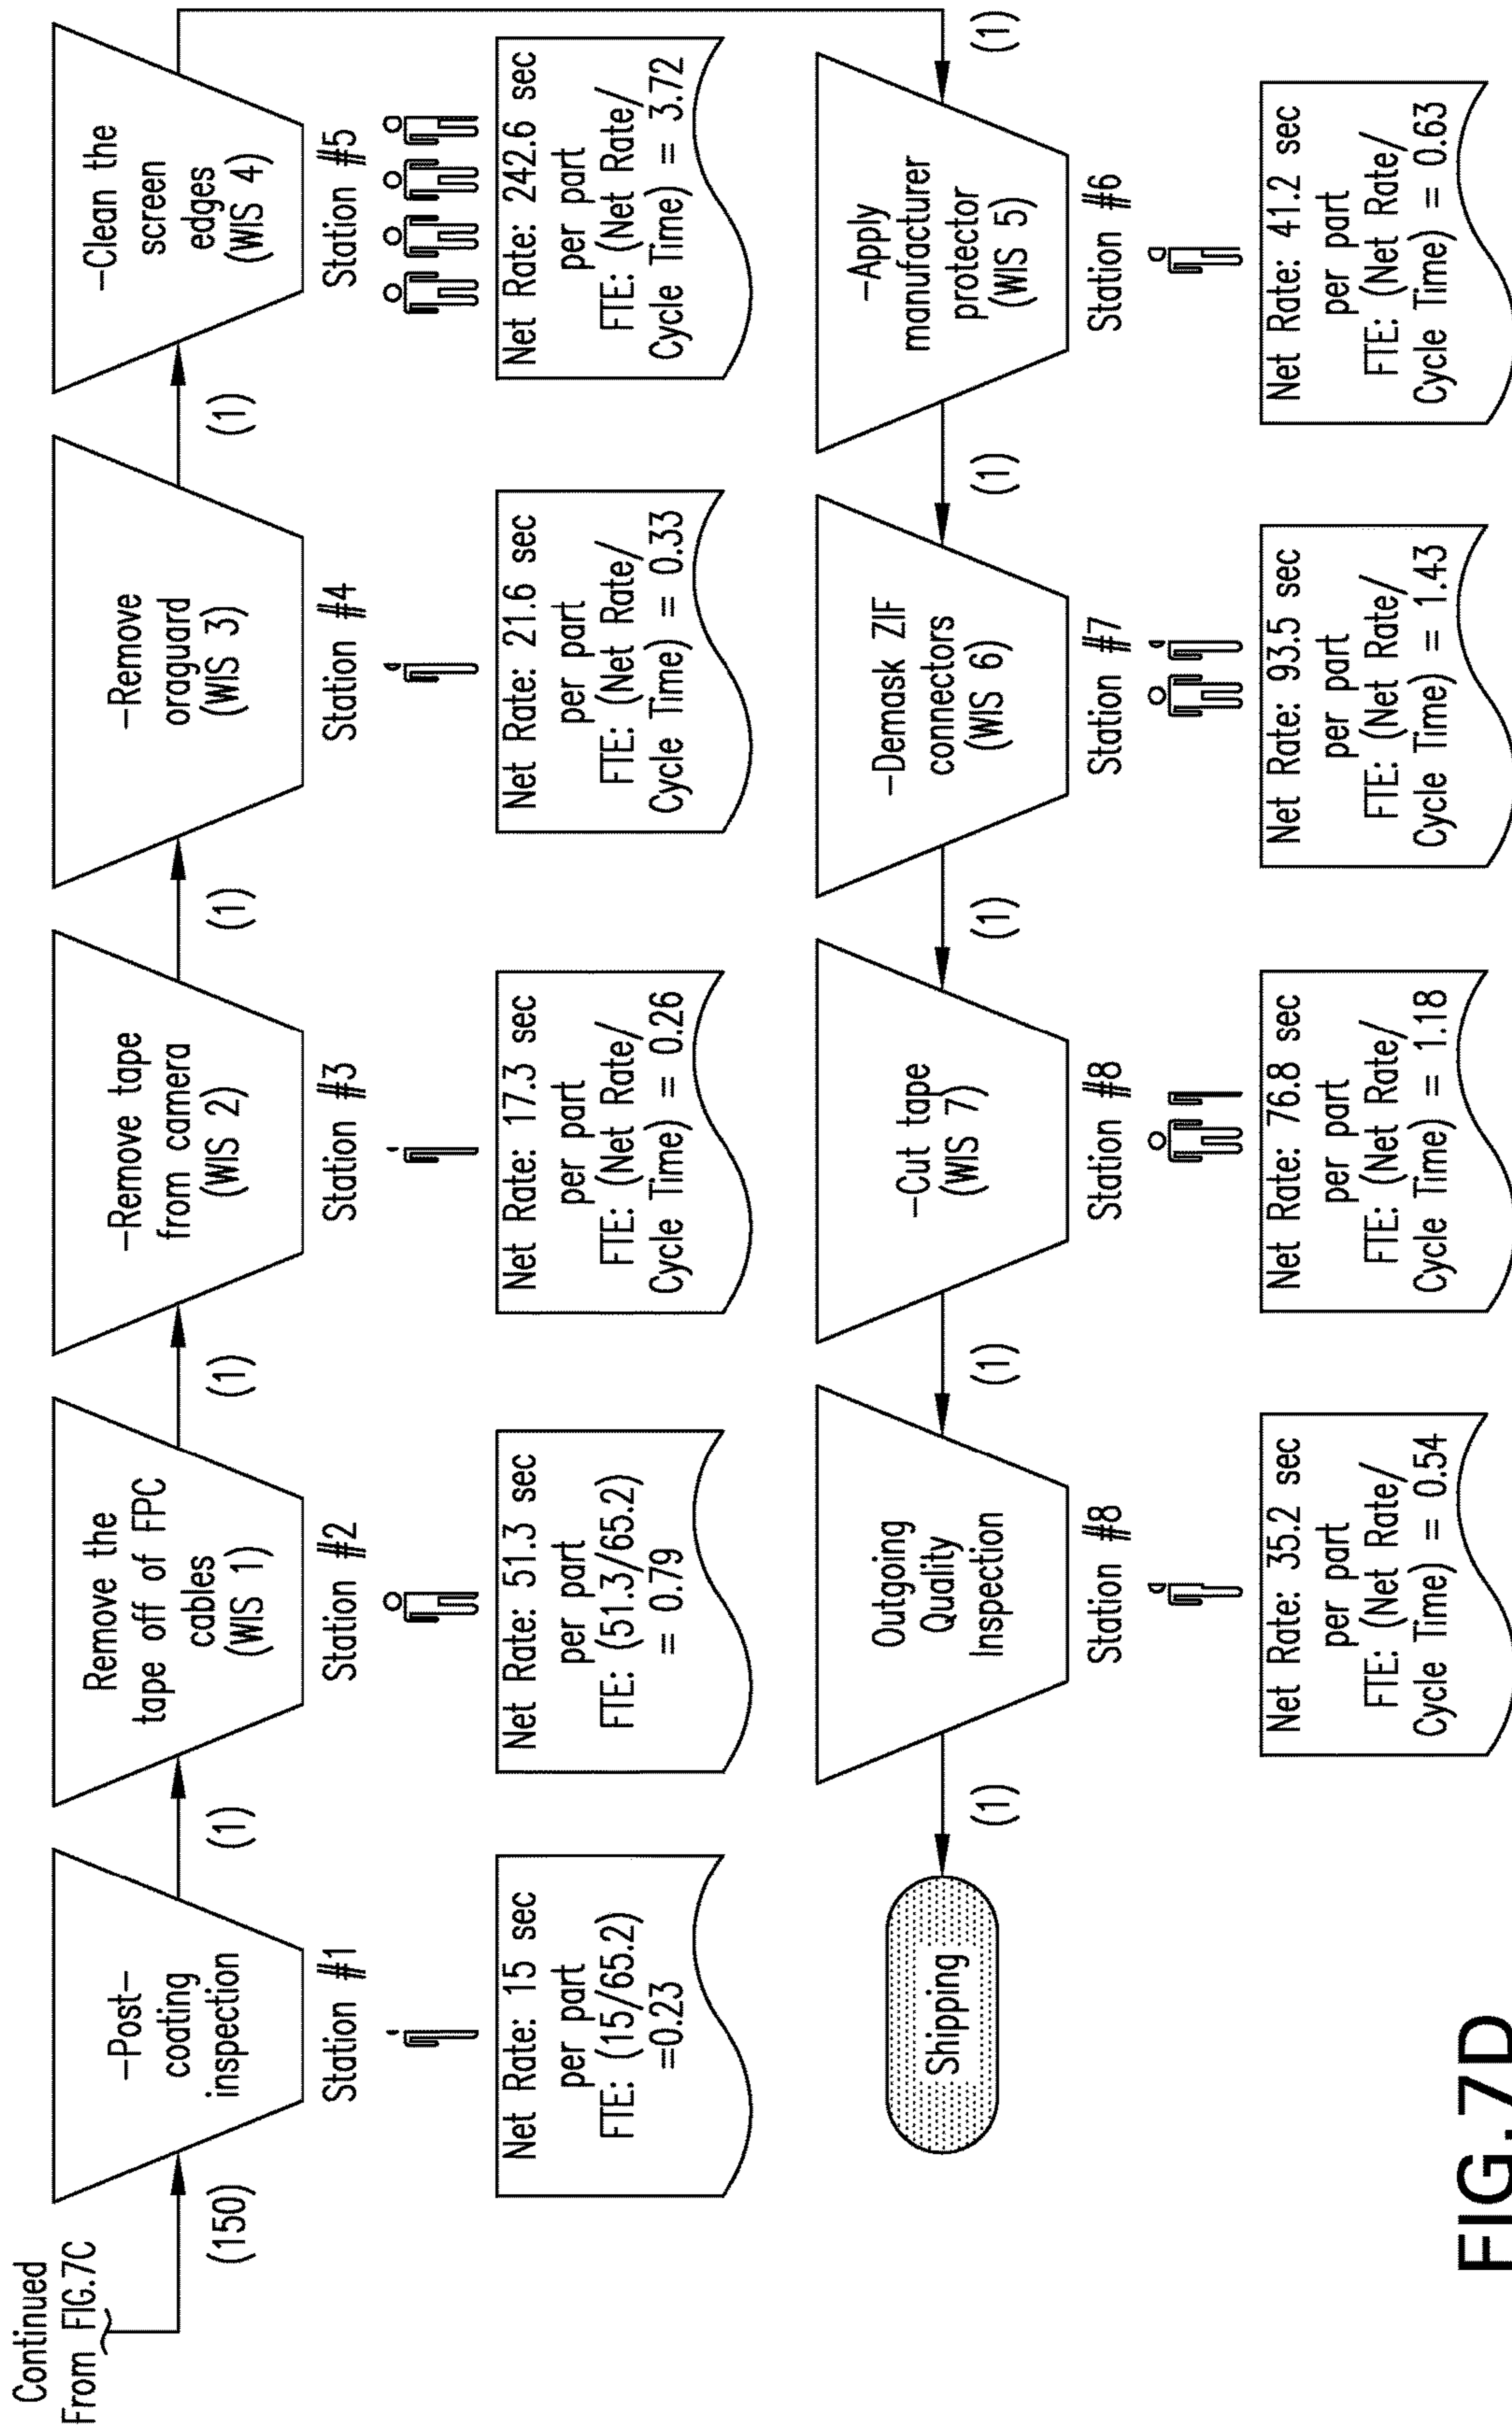 Continued
From FIG.7C
(150)
–Post–
coating
inspection
Station #1
Net Rate: 15 sec
per part
FTE: (15/65.2)
=0.23
(1)
Remove the
tape off of FPC
cables
(WIS 1)
Station #2
Net Rate: 51.3 sec
per part
FTE: (51.3/65.2)
= 0.79
(1)
–Remove tape
from camera
(WIS 2)
Station #3
Net Rate: 17.3 sec
per part
FTE: (Net Rate/
Cycle Time) = 0.26
(1)
–Remove
oraguard
(WIS 3)
Station #4
Net Rate: 21.6 sec
per part
FTE: (Net Rate/
Cycle Time) = 0.33
(1)
–Clean the
screen
edges
(WIS 4)
Station #5
Net Rate: 242.6 sec
per part
FTE: (Net Rate/
Cycle Time) = 3.72
(1)
–Apply
manufacturer
protector
(WIS 5)
Station #6
Net Rate: 41.2 sec
per part
FTE: (Net Rate/
Cycle Time) = 0.63
(1)
–Demask ZIF
connectors
(WIS 6)
Station #7
Net Rate: 93.5 sec
per part
FTE: (Net Rate/
Cycle Time) = 1.43
(1)
–Cut tape
(WIS 7)
Station #8
Net Rate: 76.8 sec
per part
FTE: (Net Rate/
Cycle Time) = 1.18
(1)
Outgoing
Quality
Inspection
Station #8
Net Rate: 35.2 sec
per part
FTE: (Net Rate/
Cycle Time) = 0.54
(1)
Shipping
FIG.7D